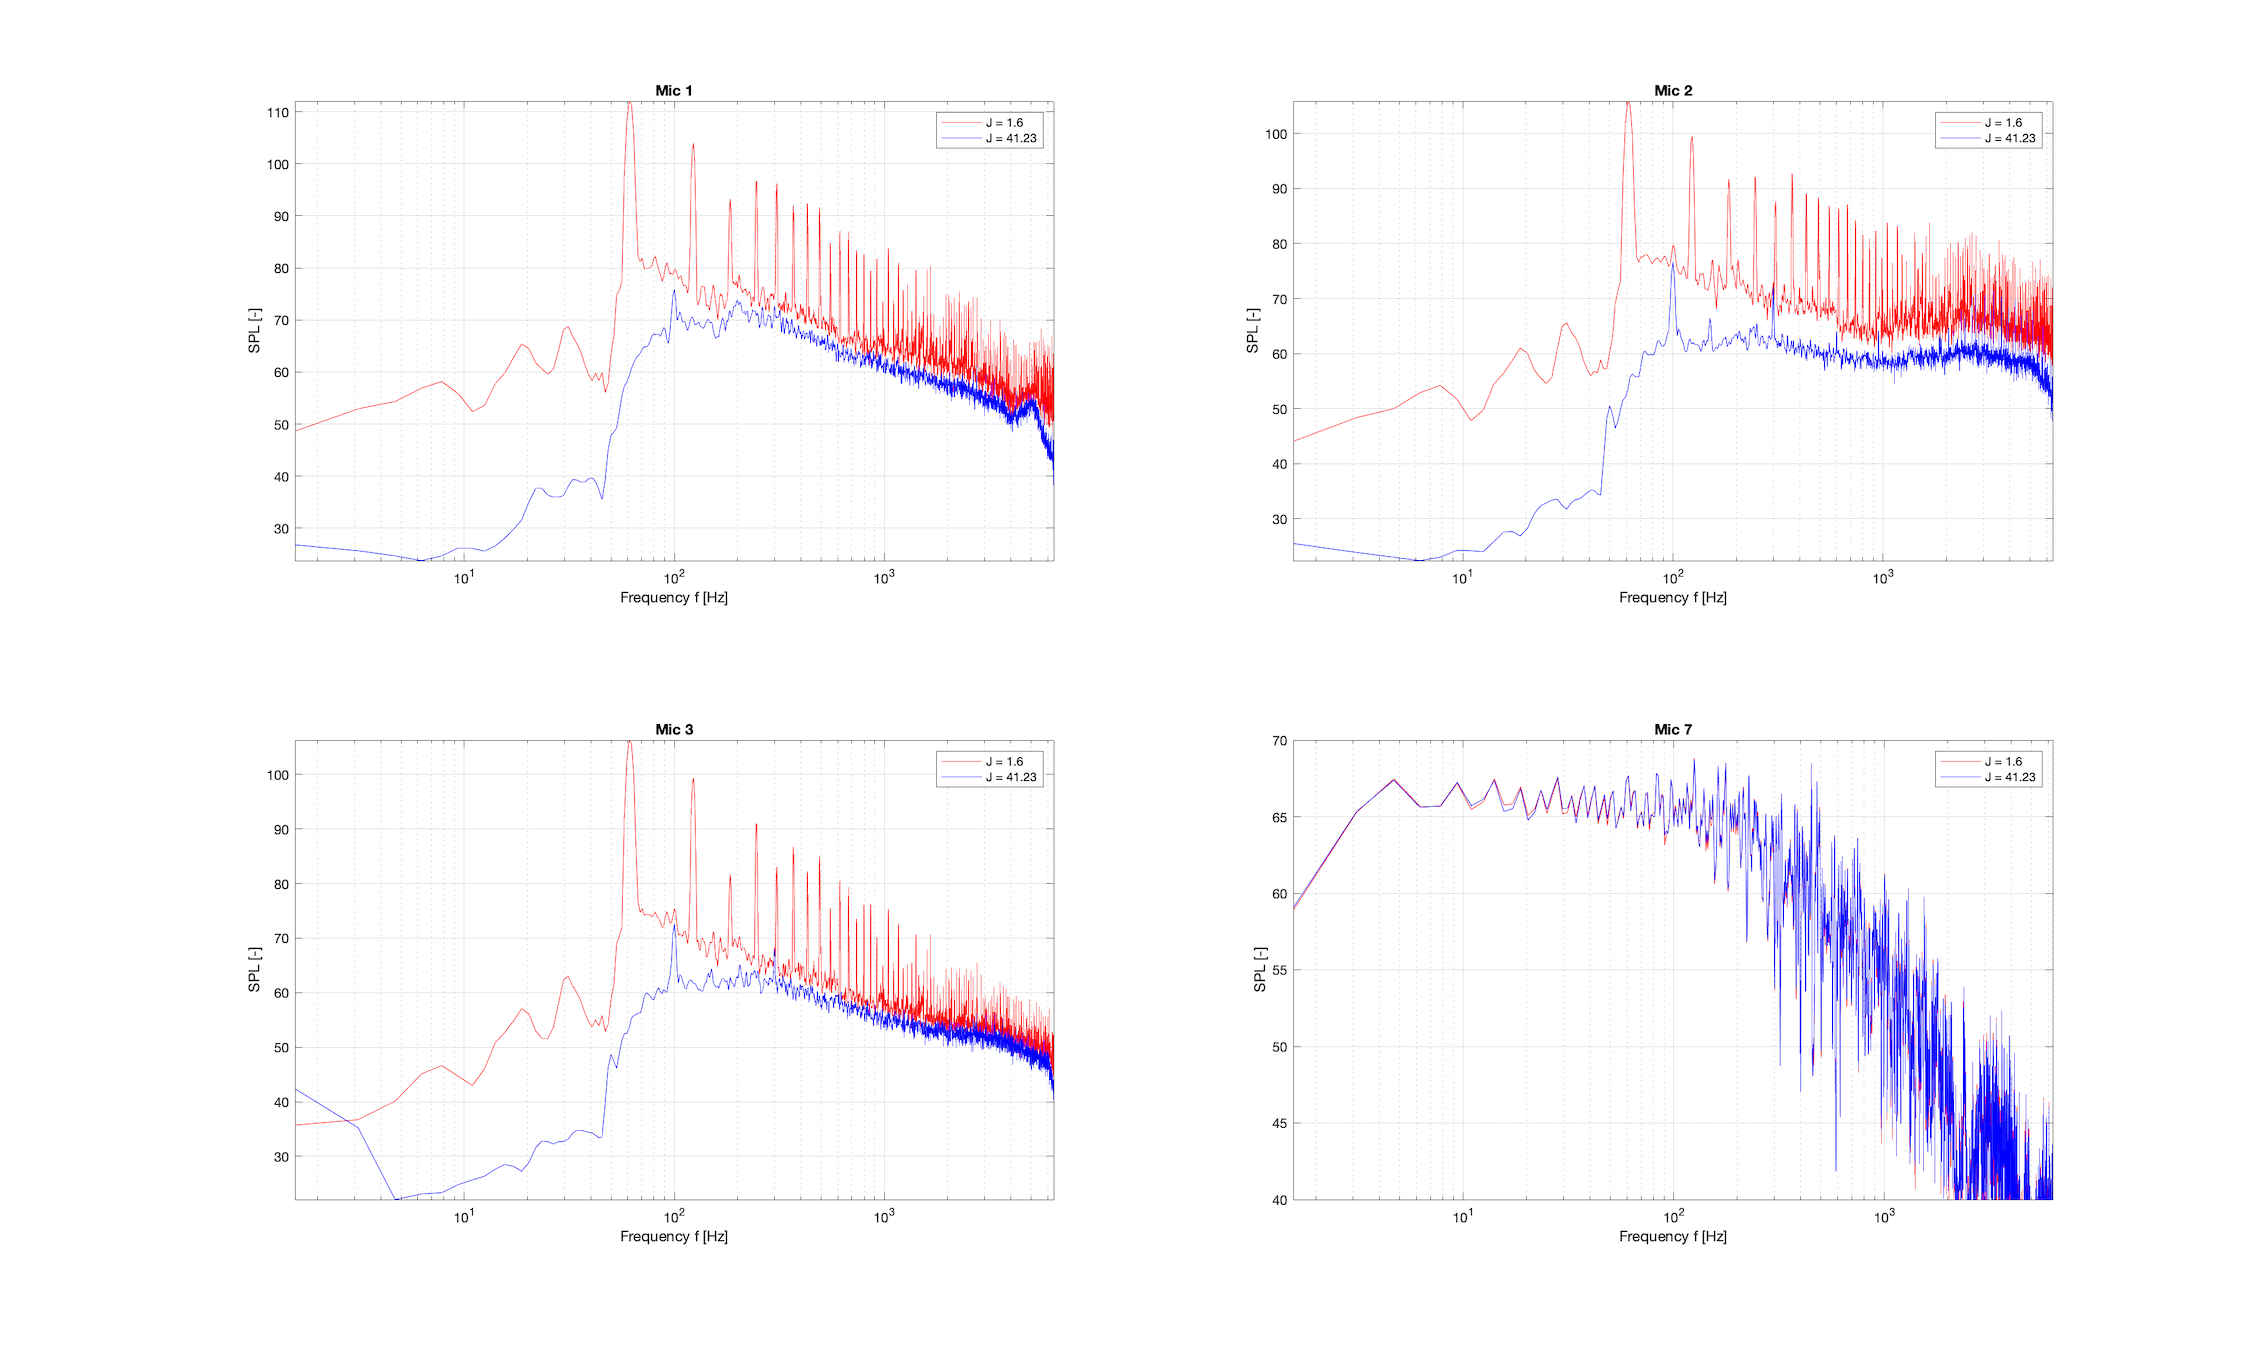 Mic 1
SPL [-]
110
100
90
80
70
60
50
40
30
10^1
10^2
10^3
Frequency f [Hz]
J = 1.6
J = 41.23
Mic 2
SPL [-]
100
90
80
70
60
50
40
30
10^1
10^2
10^3
Frequency f [Hz]
J = 1.6
J = 41.23
Mic 3
SPL [-]
100
90
80
70
60
50
40
30
10^1
10^2
10^3
Frequency f [Hz]
J = 1.6
J = 41.23
Mic 7
SPL [-]
70
65
60
55
50
45
40
10^1
10^2
10^3
Frequency f [Hz]
J = 1.6
J = 41.23